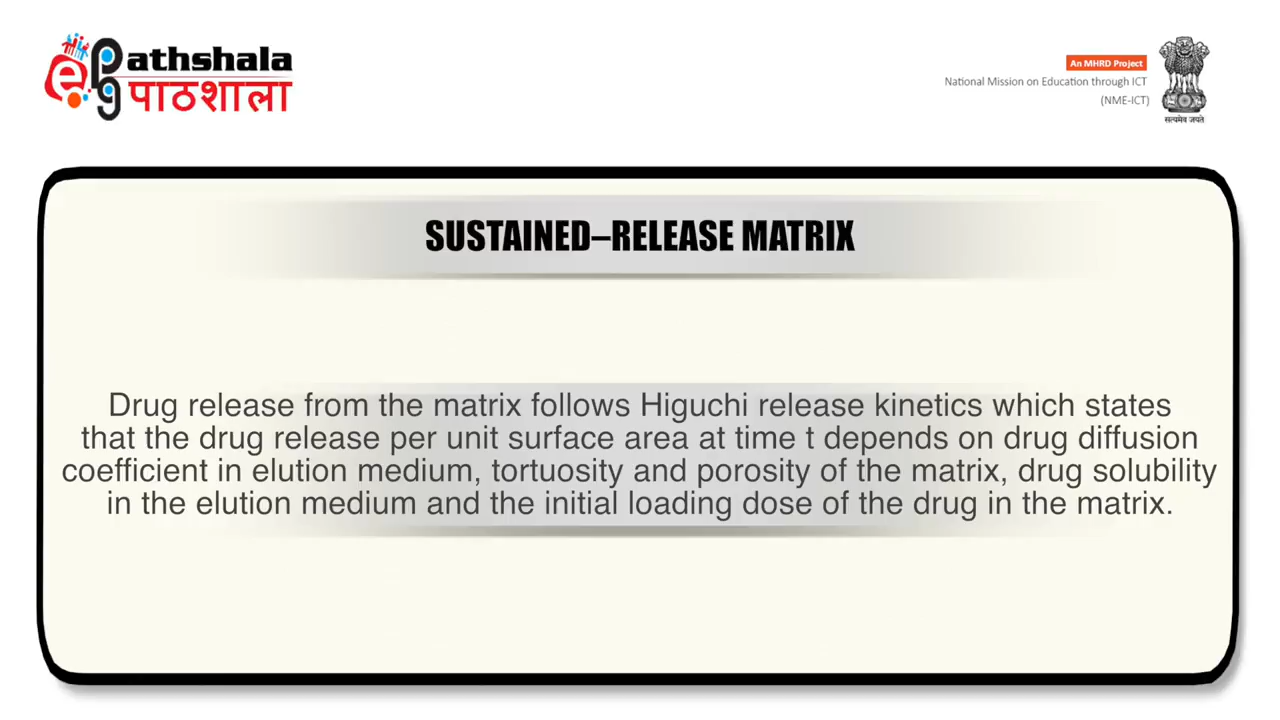 e Pathshala
pg पाठशाला
An MHRD Project
National Mission on Education through ICT
(NME-ICT)
सत्यमेव जयते
SUSTAINED–RELEASE MATRIX
Drug release from the matrix follows Higuchi release kinetics which states
that the drug release per unit surface area at time t depends on drug diffusion
coefficient in elution medium, tortuosity and porosity of the matrix, drug solubility
in the elution medium and the initial loading dose of the drug in the matrix.